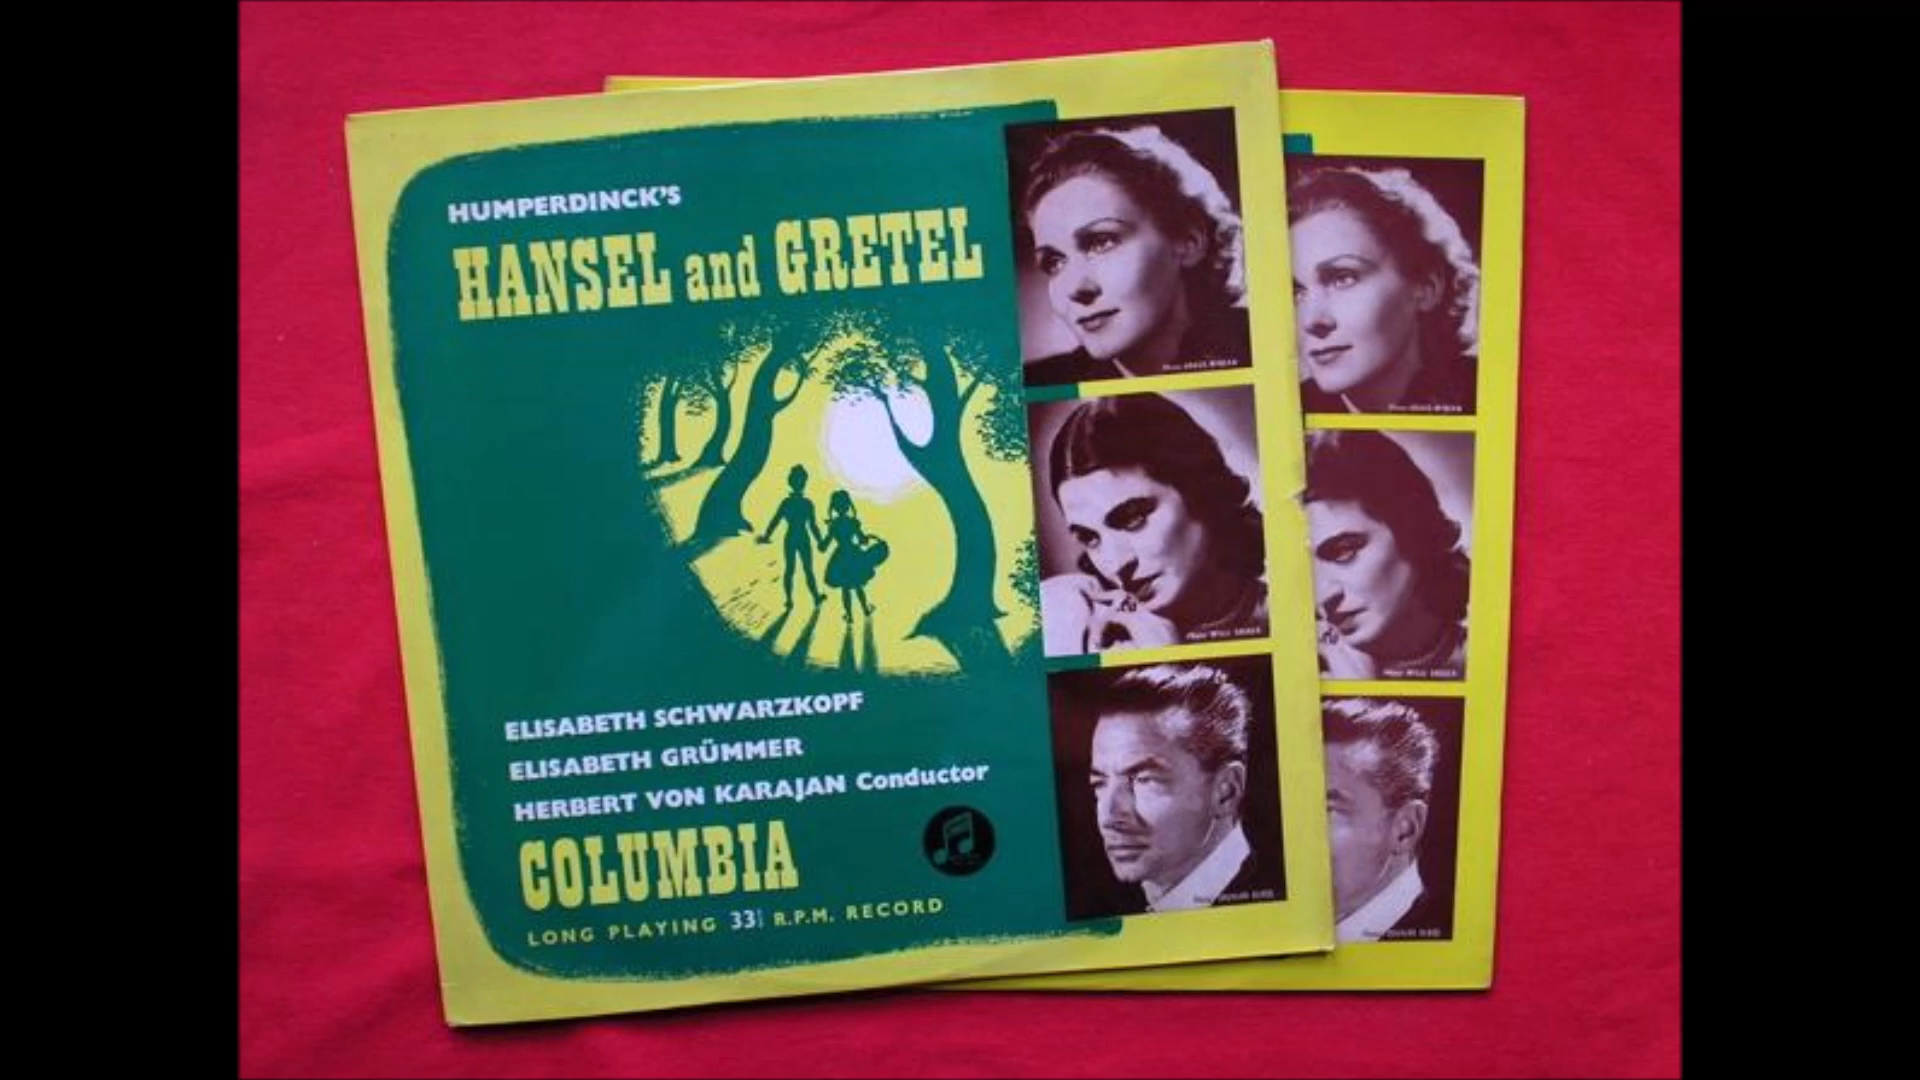 HUMPERDINCK'S
HANSEL and GRETEL
ELISABETH SCHWARZKOPF
ELISABETH GRÜMMER
HERBERT VON KARAJAN Conductor
COLUMBIA
LONG PLAYING 33⅓ R.P.M. RECORD